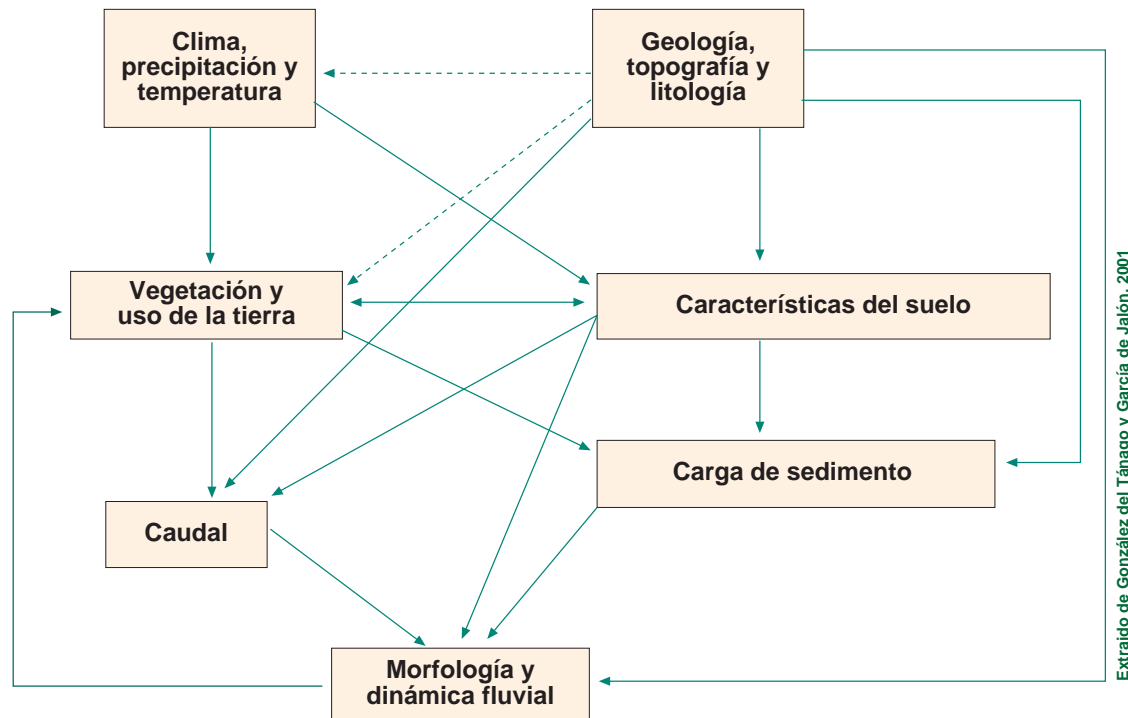 Clima,
precipitación y
temperatura
Geología,
topografía y
litología
Vegetación y
uso de la tierra
Características del suelo
Carga de sedimento
Caudal
Morfología y
dinámica fluvial
Extraido de González del Tánago y García de Jalón, 2001